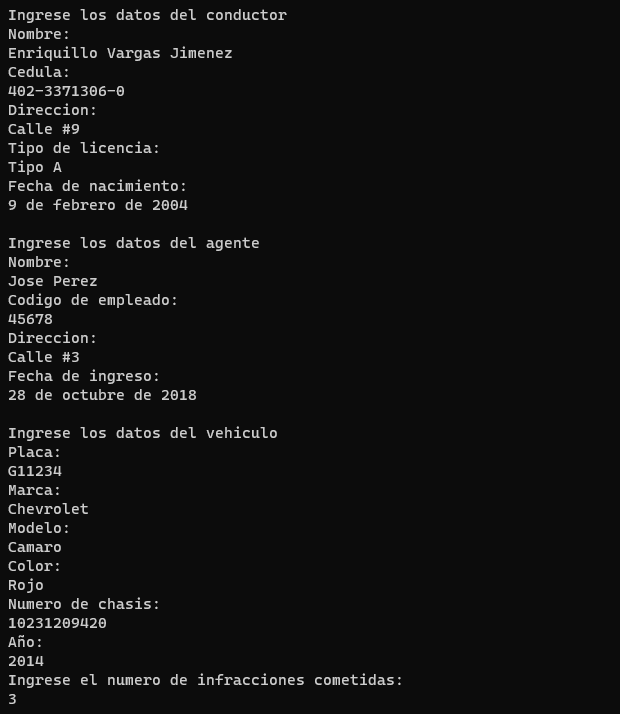 Ingrese los datos del conductor
Nombre:
Enriquillo Vargas Jimenez
Cedula:
402-3371306-0
Direccion:
Calle #9
Tipo de licencia:
Tipo A
Fecha de nacimiento:
9 de febrero de 2004

Ingrese los datos del agente
Nombre:
Jose Perez
Codigo de empleado:
45678
Direccion:
Calle #3
Fecha de ingreso:
28 de octubre de 2018

Ingrese los datos del vehiculo
Placa:
G11234
Marca:
Chevrolet
Modelo:
Camaro
Color:
Rojo
Numero de chasis:
10231209420
Año:
2014
Ingrese el numero de infracciones cometidas:
3